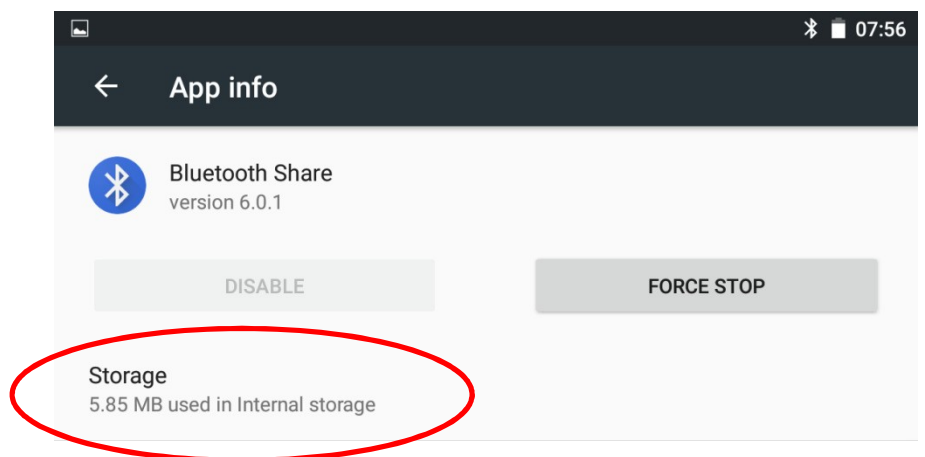 07:56
App info
Bluetooth Share
version 6.0.1
DISABLE FORCE STOP
Storage
5.85 MB used in Internal storage